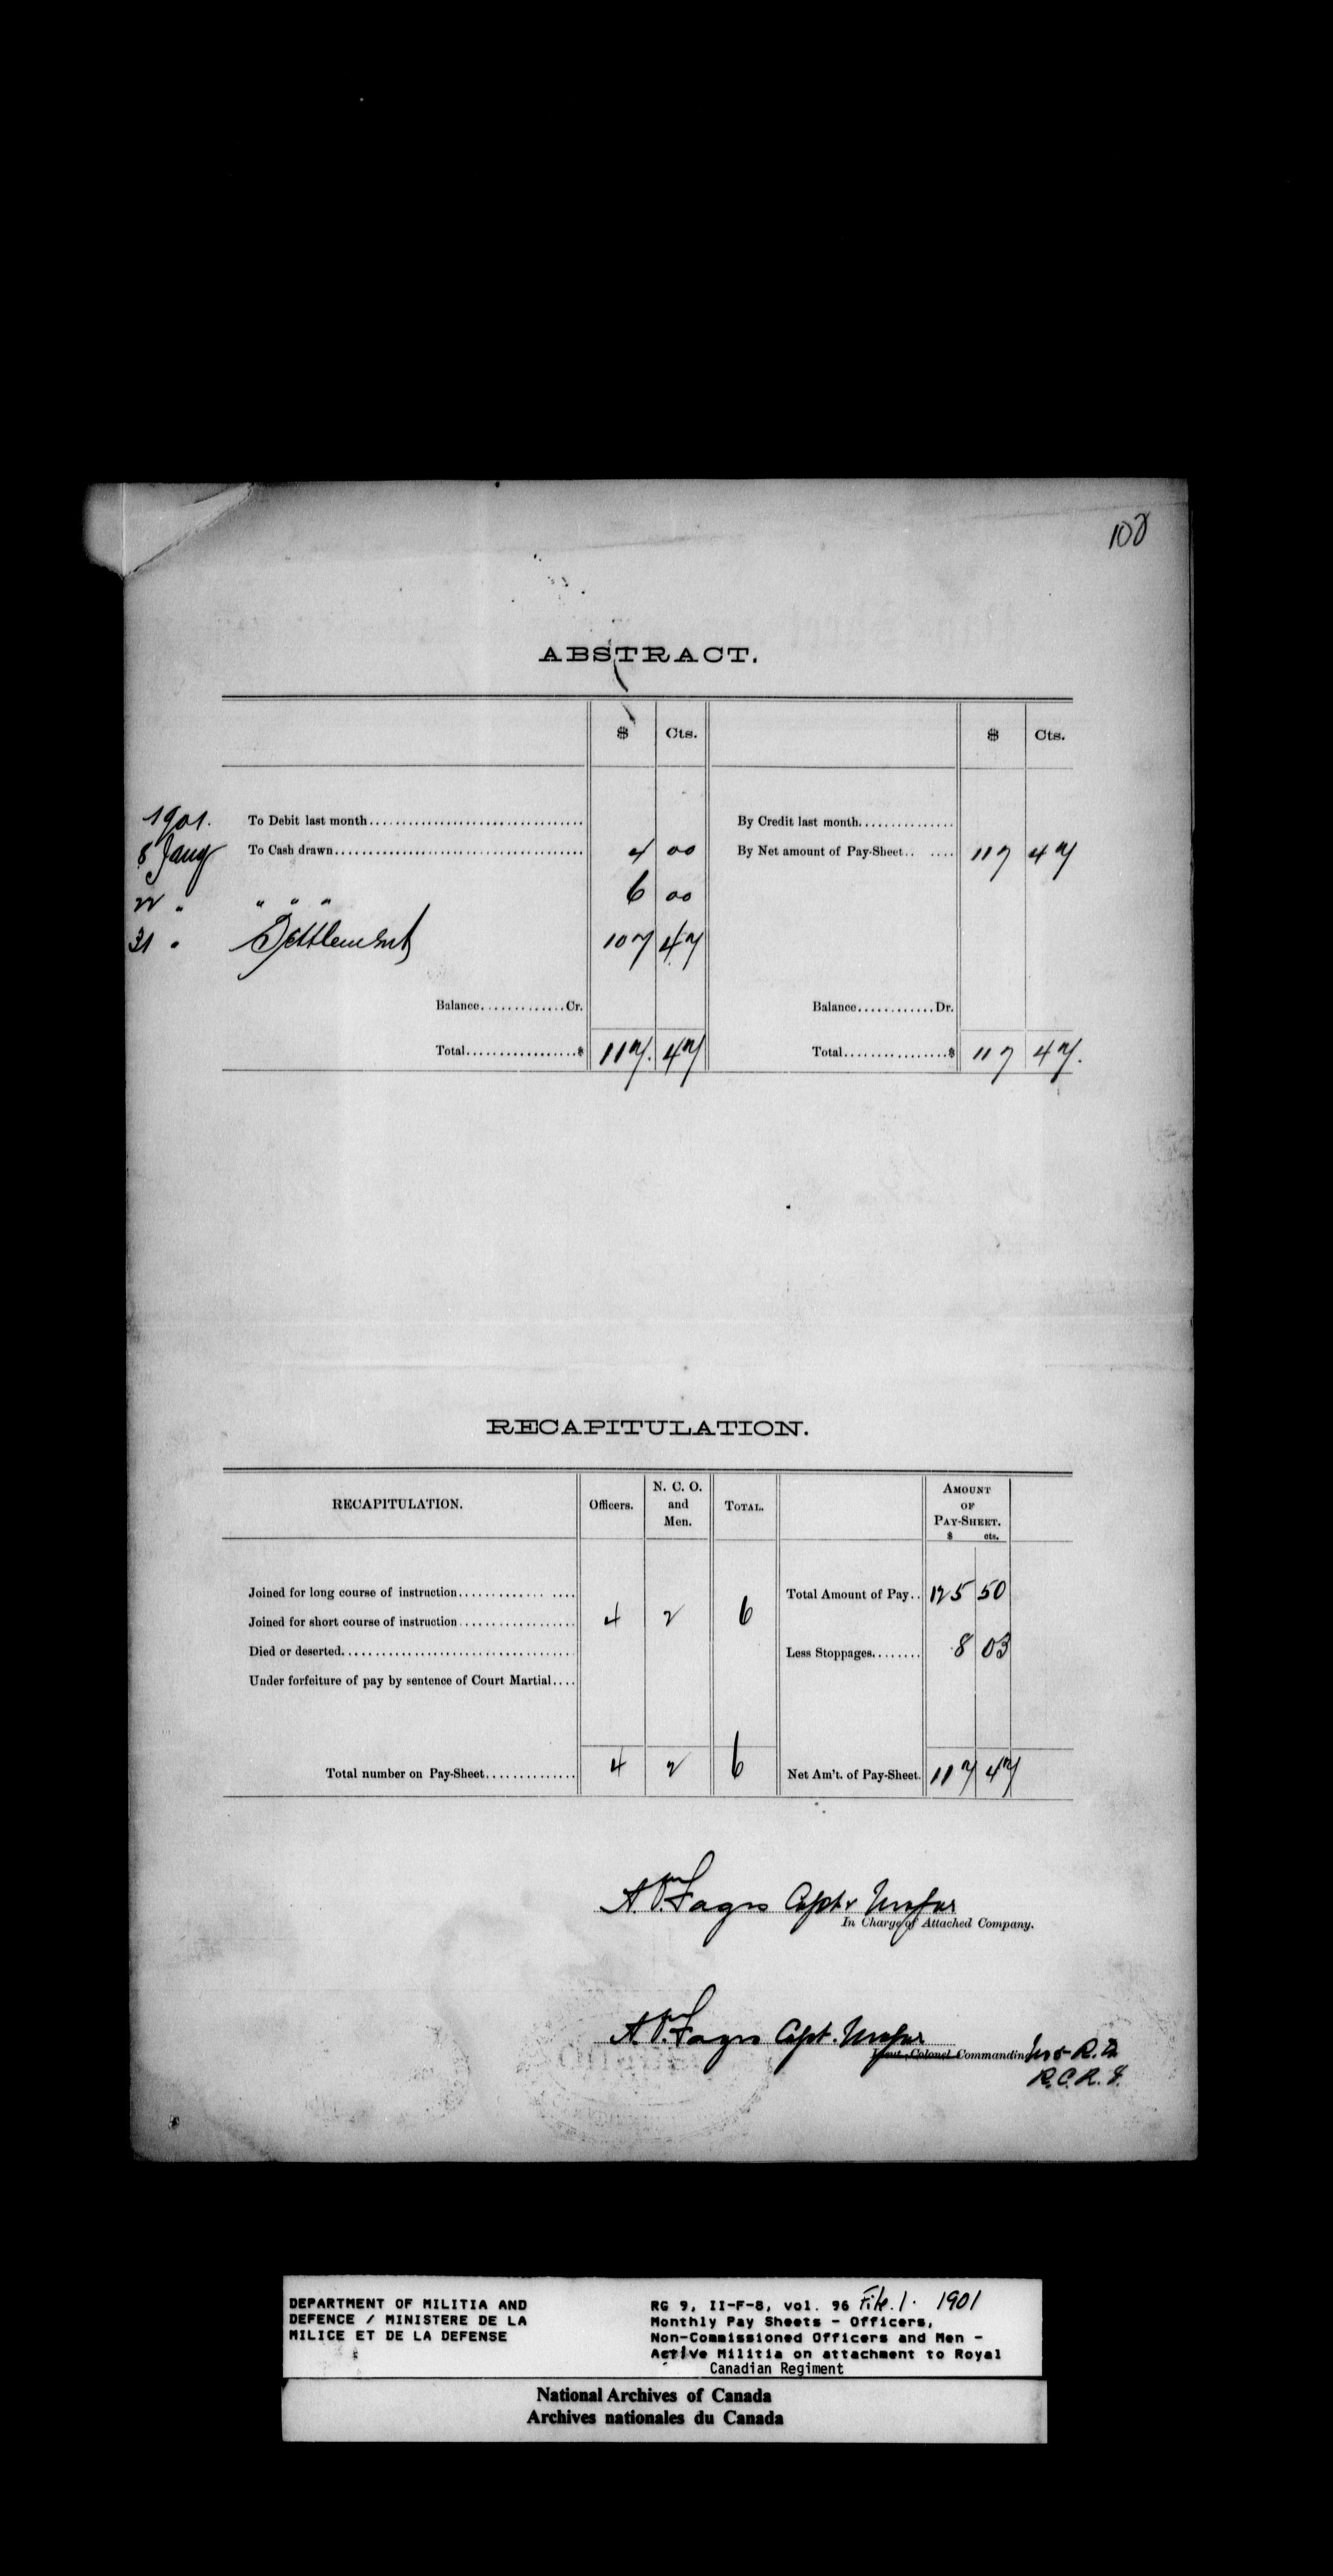 108
ABSTRACT.
$ Cts. $ Cts.
1901. To Debit last month By Credit last month
8 Jany To Cash drawn 4 00 By Net amount of Pay-Sheet 117 47
22 " " " " 6 00
31 " Settlement 107 47
Balance Cr. Balance Dr.
Total $ 117. 47 Total $ 117 47.
RECAPITULATION.
RECAPITULATION. Officers. N. C. O. and Men. TOTAL. AMOUNT OF PAY-SHEET. $ cts.
Joined for long course of instruction Total Amount of Pay 125 50
Joined for short course of instruction 4 2 6
Died or deserted Less Stoppages 8 03
Under forfeiture of pay by sentence of Court Martial
Total number on Pay-Sheet 4 2 6 Net Am't. of Pay-Sheet. 117 47
Capt
In Charge of Attached Company.
Capt.
Lieut.-Colonel Commanding
R.C.R.I.
DEPARTMENT OF MILITIA AND
DEFENCE / MINISTERE DE LA
MILICE ET DE LA DEFENSE
RG 9, II-F-8, vol. 96 File 1. 1901
Monthly Pay Sheets - Officers,
Non-Commissioned Officers and Men -
Active Militia on attachment to Royal
Canadian Regiment
National Archives of Canada
Archives nationales du Canada